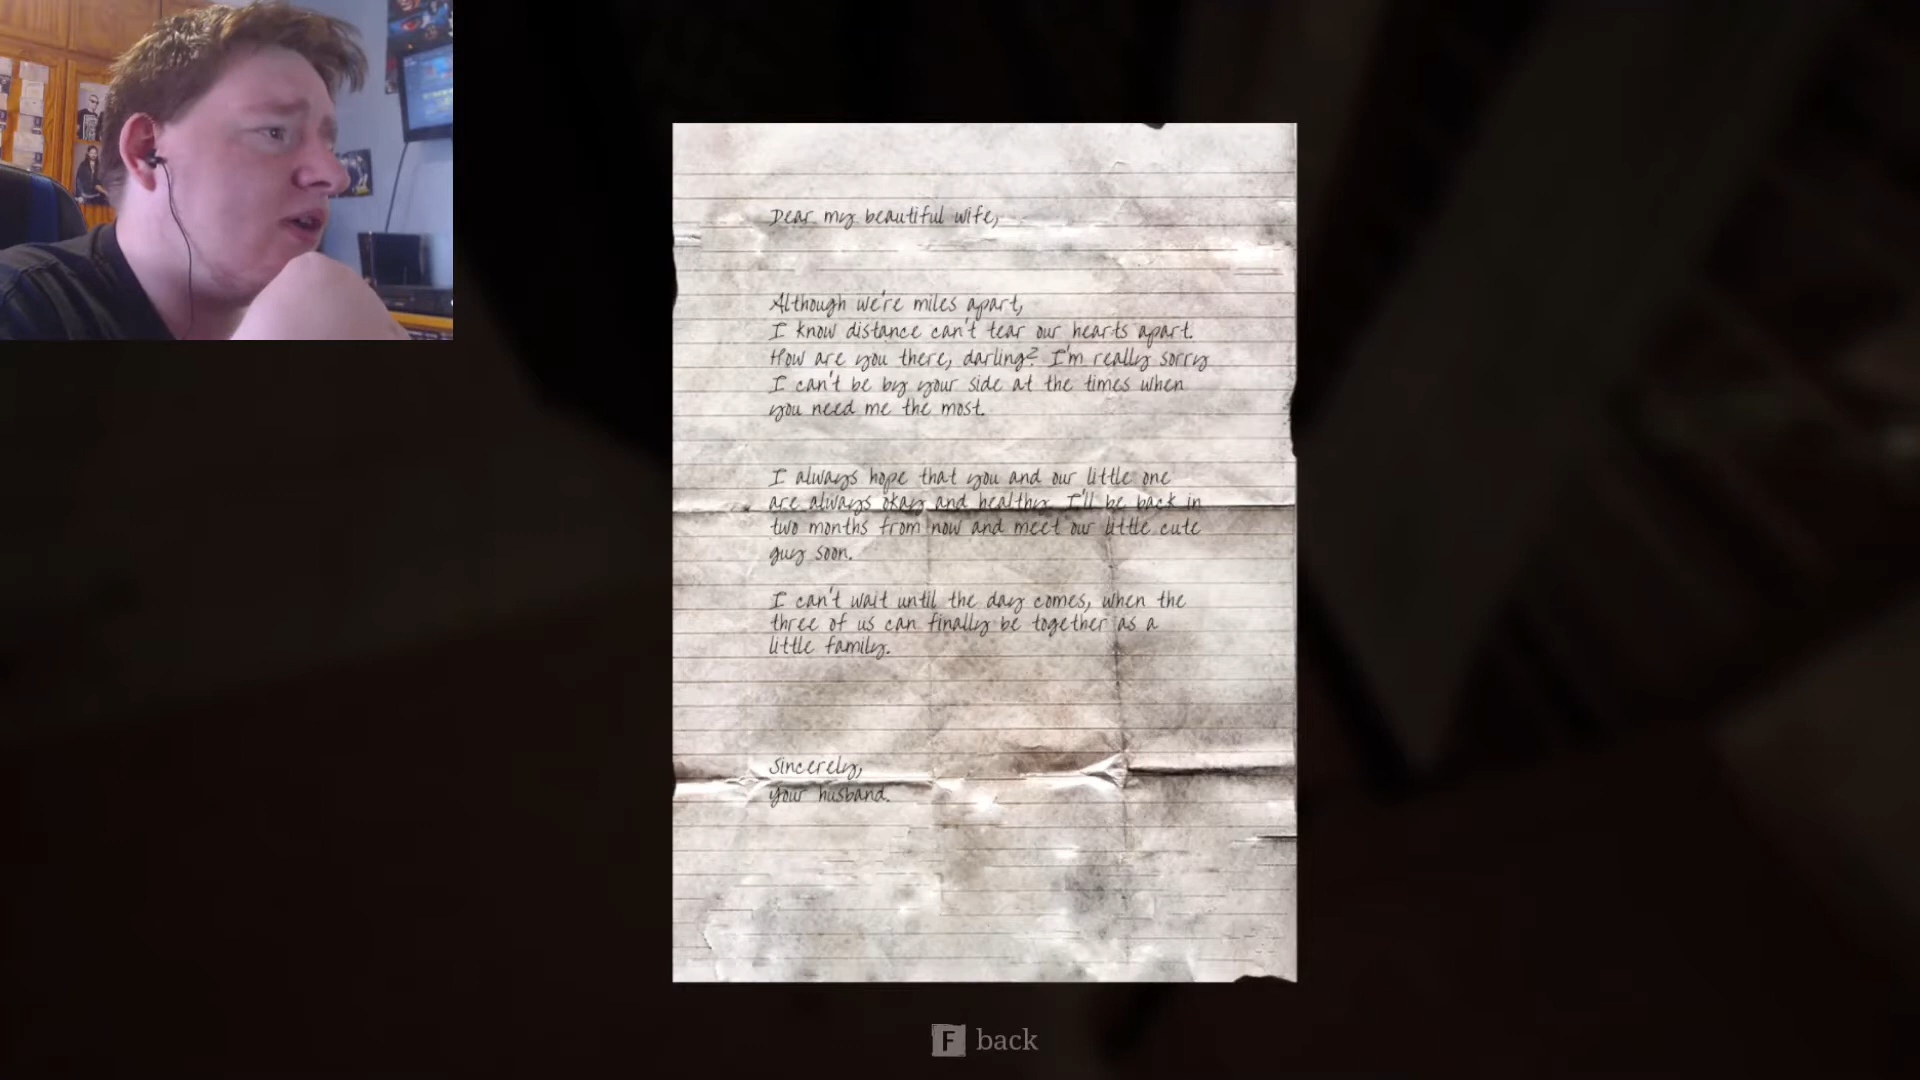 Dear my beautiful wife,
Although we're miles apart,
I know distance can't tear our hearts apart.
How are you there, darling? I'm really sorry
I can't be by your side at the times when
you need me the most.
I always hope that you and our little one
are always okay and healthy. I'll be back in
two months from now and meet our little cute
guy soon.
I can't wait until the day comes, when the
three of us can finally be together as a
little family.
Sincerely,
your husband.
F back